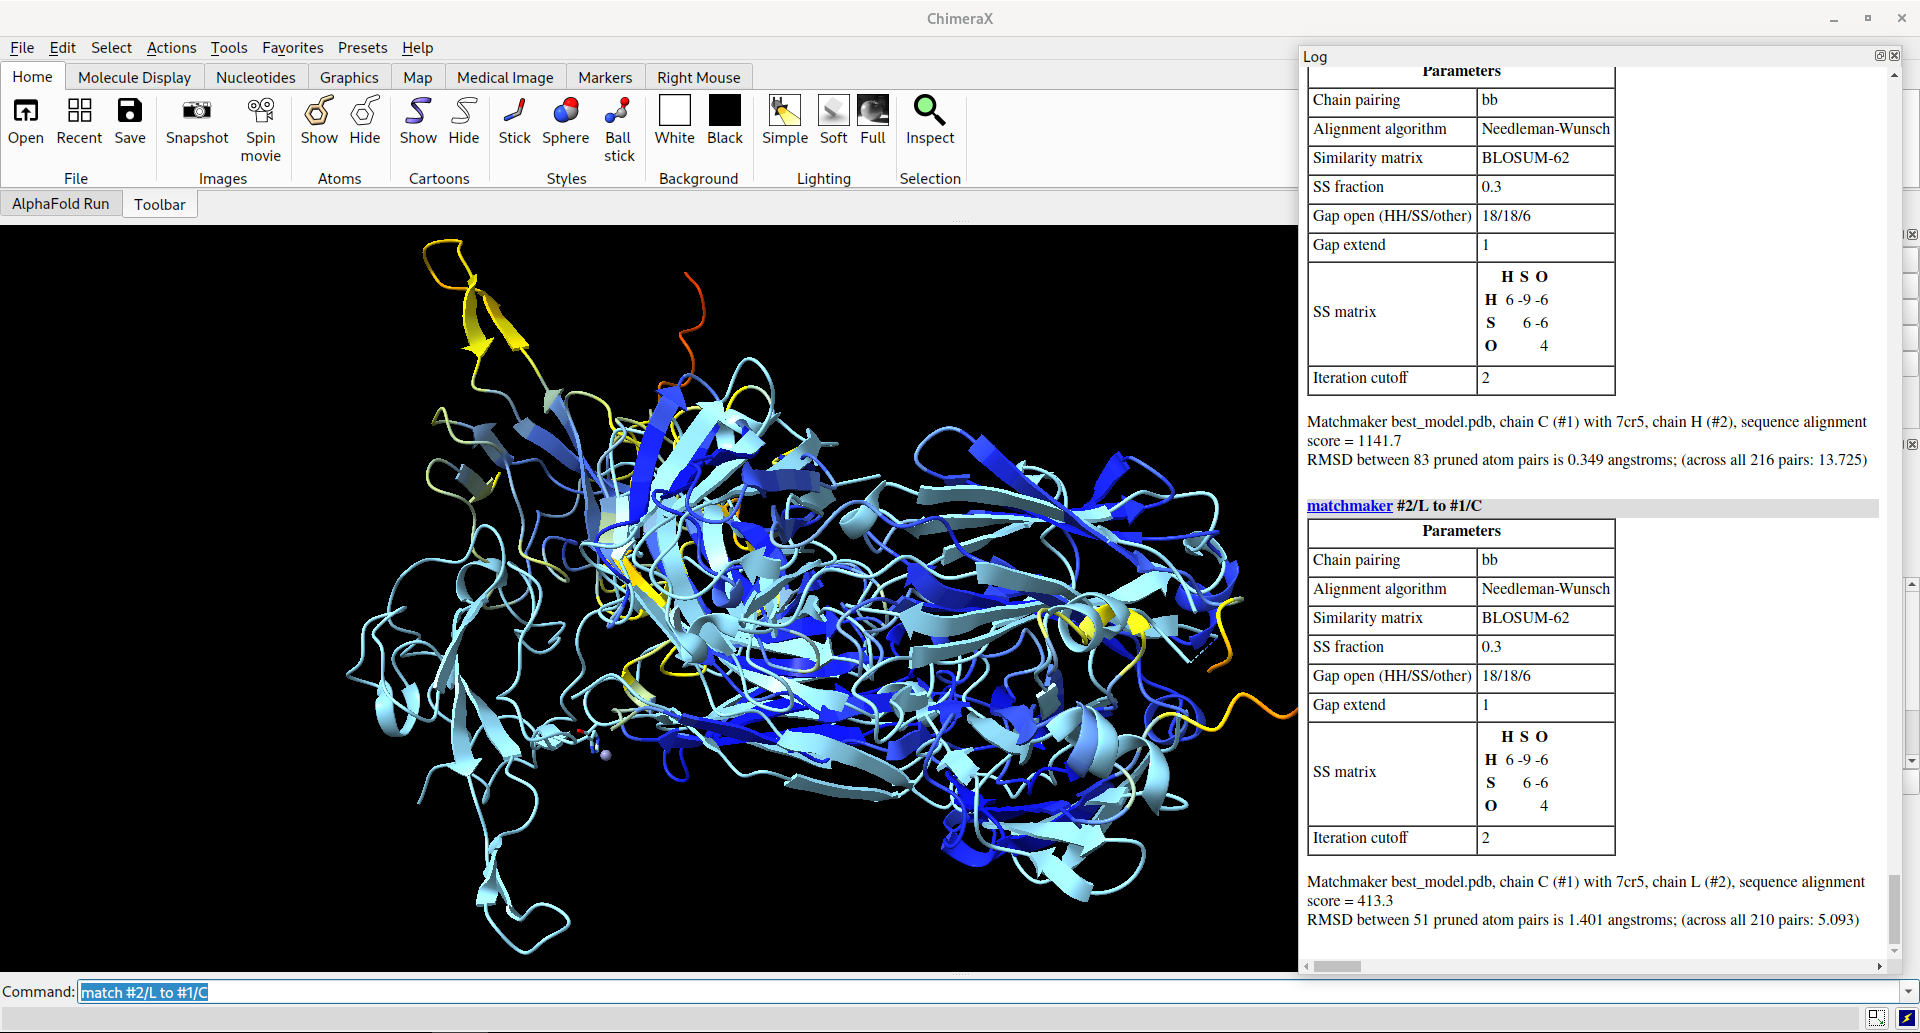 ChimeraX
File Edit Select Actions Tools Favorites Presets Help
Home Molecule Display Nucleotides Graphics Map Medical Image Markers Right Mouse
Open Recent Save Snapshot Spin movie Show Hide Show Hide Stick Sphere Ball stick White Black Simple Soft Full Inspect
File Images Atoms Cartoons Styles Background Lighting Selection
AlphaFold Run Toolbar
Log
Parameters
Chain pairing bb
Alignment algorithm Needleman-Wunsch
Similarity matrix BLOSUM-62
SS fraction 0.3
Gap open (HH/SS/other) 18/18/6
Gap extend 1
SS matrix
H S O
H 6 -9 -6
S 6 -6
O 4
Iteration cutoff 2
Matchmaker best_model.pdb, chain C (#1) with 7cr5, chain H (#2), sequence alignment
score = 1141.7
RMSD between 83 pruned atom pairs is 0.349 angstroms; (across all 216 pairs: 13.725)
matchmaker #2/L to #1/C
Parameters
Chain pairing bb
Alignment algorithm Needleman-Wunsch
Similarity matrix BLOSUM-62
SS fraction 0.3
Gap open (HH/SS/other) 18/18/6
Gap extend 1
SS matrix
H S O
H 6 -9 -6
S 6 -6
O 4
Iteration cutoff 2
Matchmaker best_model.pdb, chain C (#1) with 7cr5, chain L (#2), sequence alignment
score = 413.3
RMSD between 51 pruned atom pairs is 1.401 angstroms; (across all 210 pairs: 5.093)
Command: match #2/L to #1/C